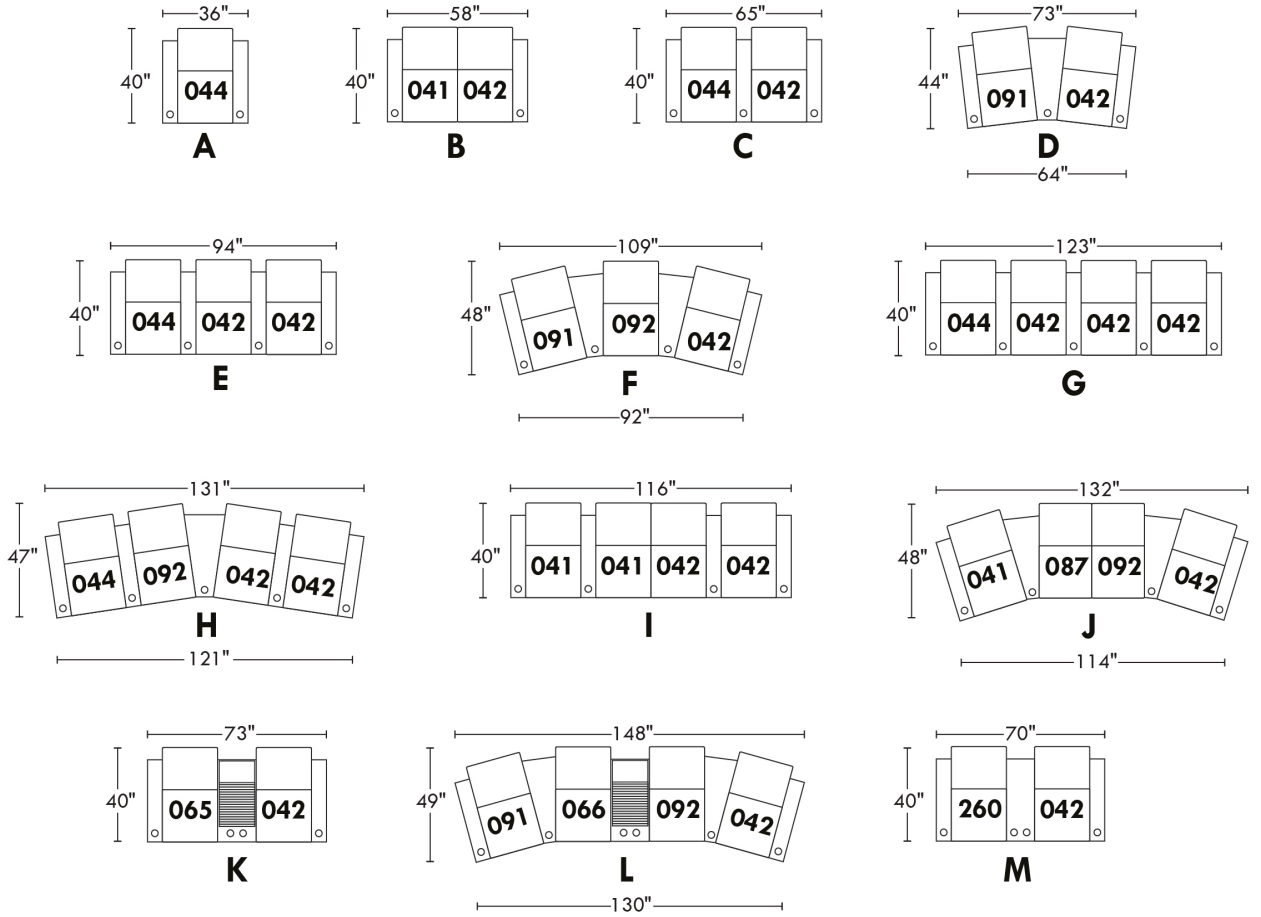 36"
58"
65"
73"
40"
044
40"
041 042
40"
044 042
44"
091 042
A
B
C
D
64"
94"
109"
123"
40"
044 042 042
48"
091 092 042
40"
044 042 042 042
E
F
G
92"
131"
116"
132"
47"
044 092 042 042
40"
041 041 042 042
48"
041 087 092 042
H
I
J
121"
114"
73"
148"
70"
40"
065 042
49"
091 066 092 042
40"
260 042
K
L
M
130"